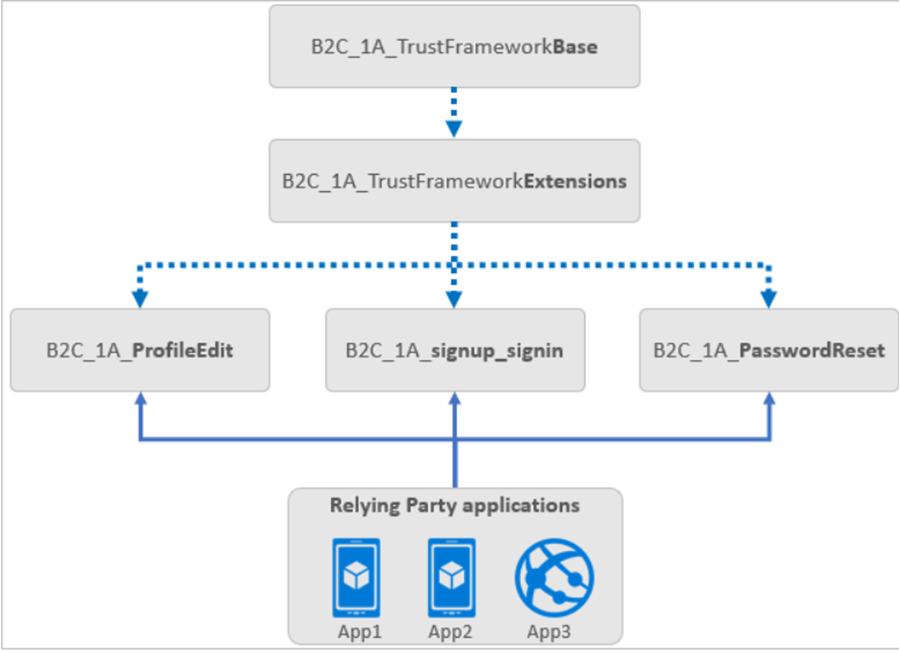 B2C_1A_TrustFrameworkBase
B2C_1A_TrustFrameworkExtensions
B2C_1A_ProfileEdit
B2C_1A_signup_signin
B2C_1A_PasswordReset
Relying Party applications
App1
App2
App3